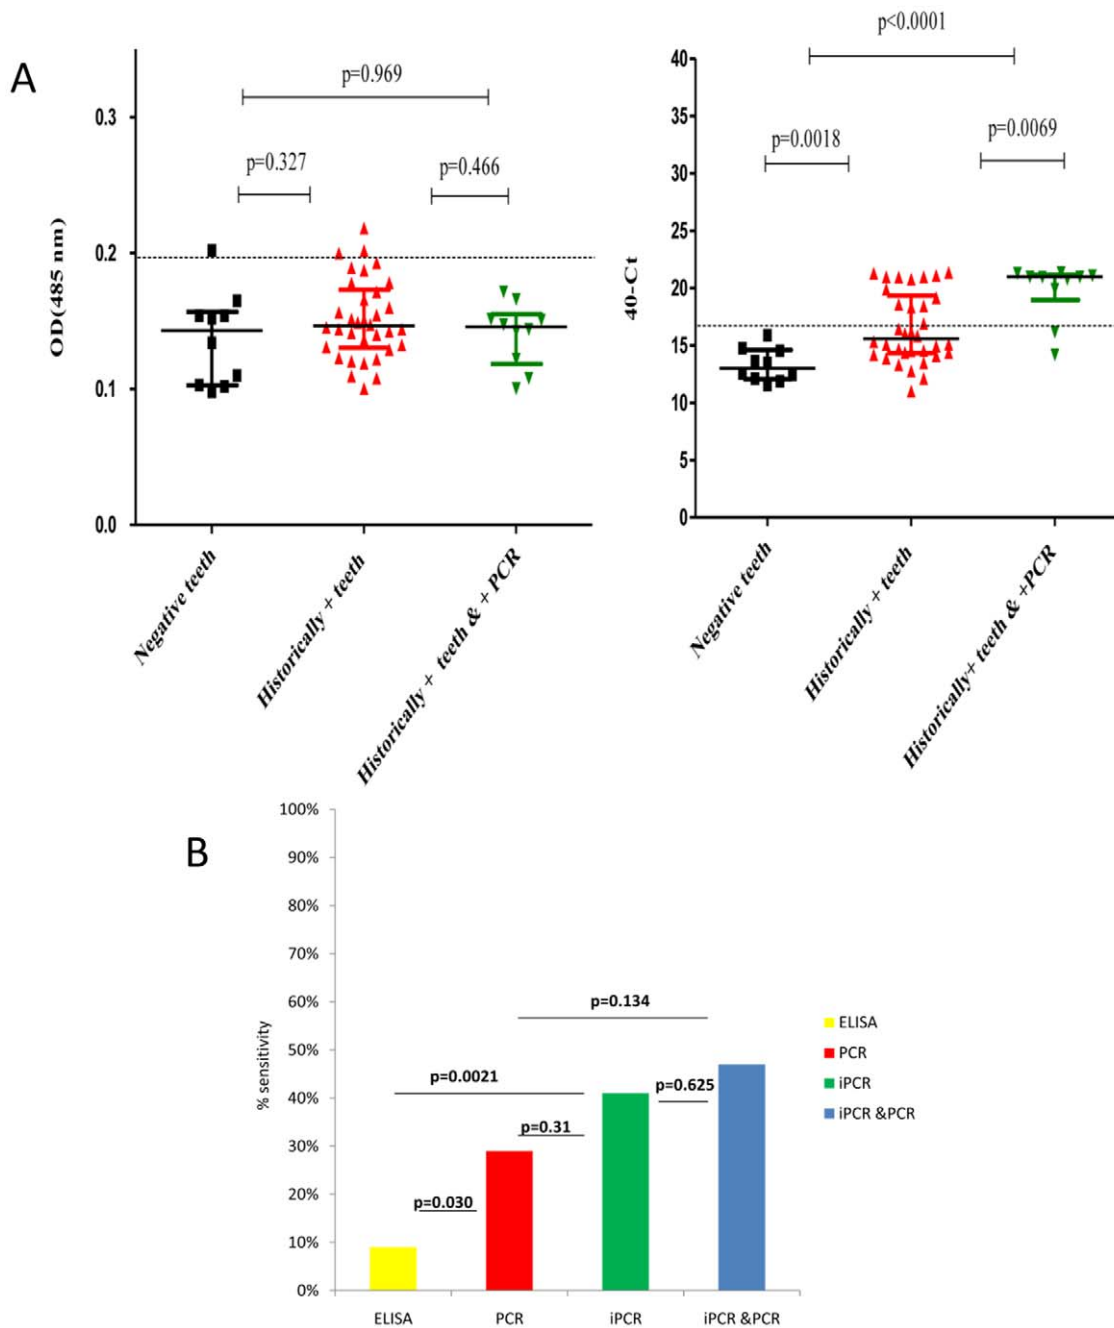 A
p=0.969
p=0.327
p=0.466
0.3
0.2
0.1
0.0
OD(485 nm)
Negative teeth
Historically + teeth
Historically + teeth & +PCR
p<0.0001
p=0.0018
p=0.0069
40
35
30
25
20
15
10
5
0
40-Ct
Negative teeth
Historically + teeth
Historically+ teeth & +PCR
B
100%
90%
80%
70%
60%
50%
40%
30%
20%
10%
0%
% sensitivity
p=0.134
p=0.0021
p=0.625
p=0.31
p=0.030
ELISA
PCR
iPCR
iPCR &PCR
ELISA
PCR
iPCR
iPCR &PCR